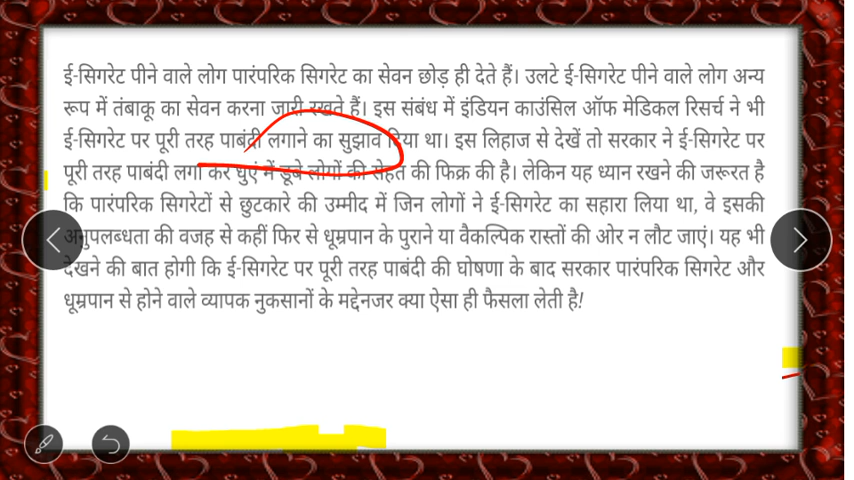 ई-सिगरेट पीने वाले लोग पारंपरिक सिगरेट का सेवन छोड़ ही देते हैं। उलटे ई-सिगरेट पीने वाले लोग अन्य
रूप में तंबाकू का सेवन करना जारी रखते हैं। इस संबंध में इंडियन काउंसिल ऑफ मेडिकल रिसर्च ने भी
ई-सिगरेट पर पूरी तरह पाबंदी लगाने का सुझाव दिया था। इस लिहाज से देखें तो सरकार ने ई-सिगरेट पर
पूरी तरह पाबंदी लगा कर धुएं में डूबे लोगों की सेहत की फिक्र की है। लेकिन यह ध्यान रखने की जरूरत है
कि पारंपरिक सिगरेटों से छुटकारे की उम्मीद में जिन लोगों ने ई-सिगरेट का सहारा लिया था, वे इसकी
अनुपलब्धता की वजह से कहीं फिर से धूम्रपान के पुराने या वैकल्पिक रास्तों की ओर न लौट जाएं। यह भी
देखने की बात होगी कि ई-सिगरेट पर पूरी तरह पाबंदी की घोषणा के बाद सरकार पारंपरिक सिगरेट और
धूम्रपान से होने वाले व्यापक नुकसानों के मद्देनजर क्या ऐसा ही फैसला लेती है!